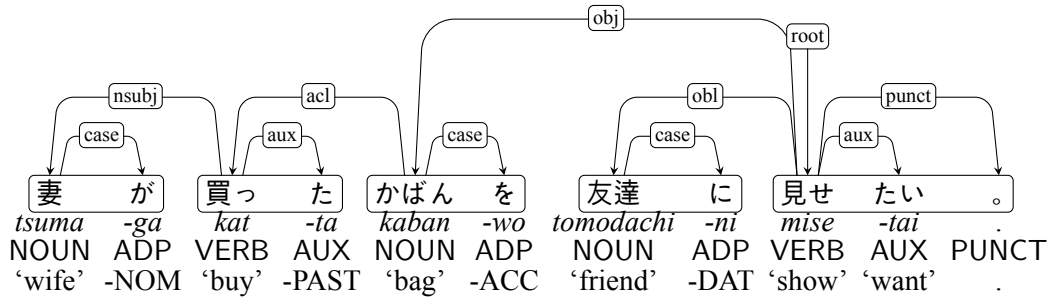 obj
root
nsubj acl obl punct
case aux case case aux
妻 が 買っ た かばん を 友達 に 見せ たい 。
tsuma -ga kat -ta kaban -wo tomodachi -ni mise -tai .
NOUN ADP VERB AUX NOUN ADP NOUN ADP VERB AUX PUNCT
‘wife’ -NOM ‘buy’ -PAST ‘bag’ -ACC ‘friend’ -DAT ‘show’ ‘want’ .